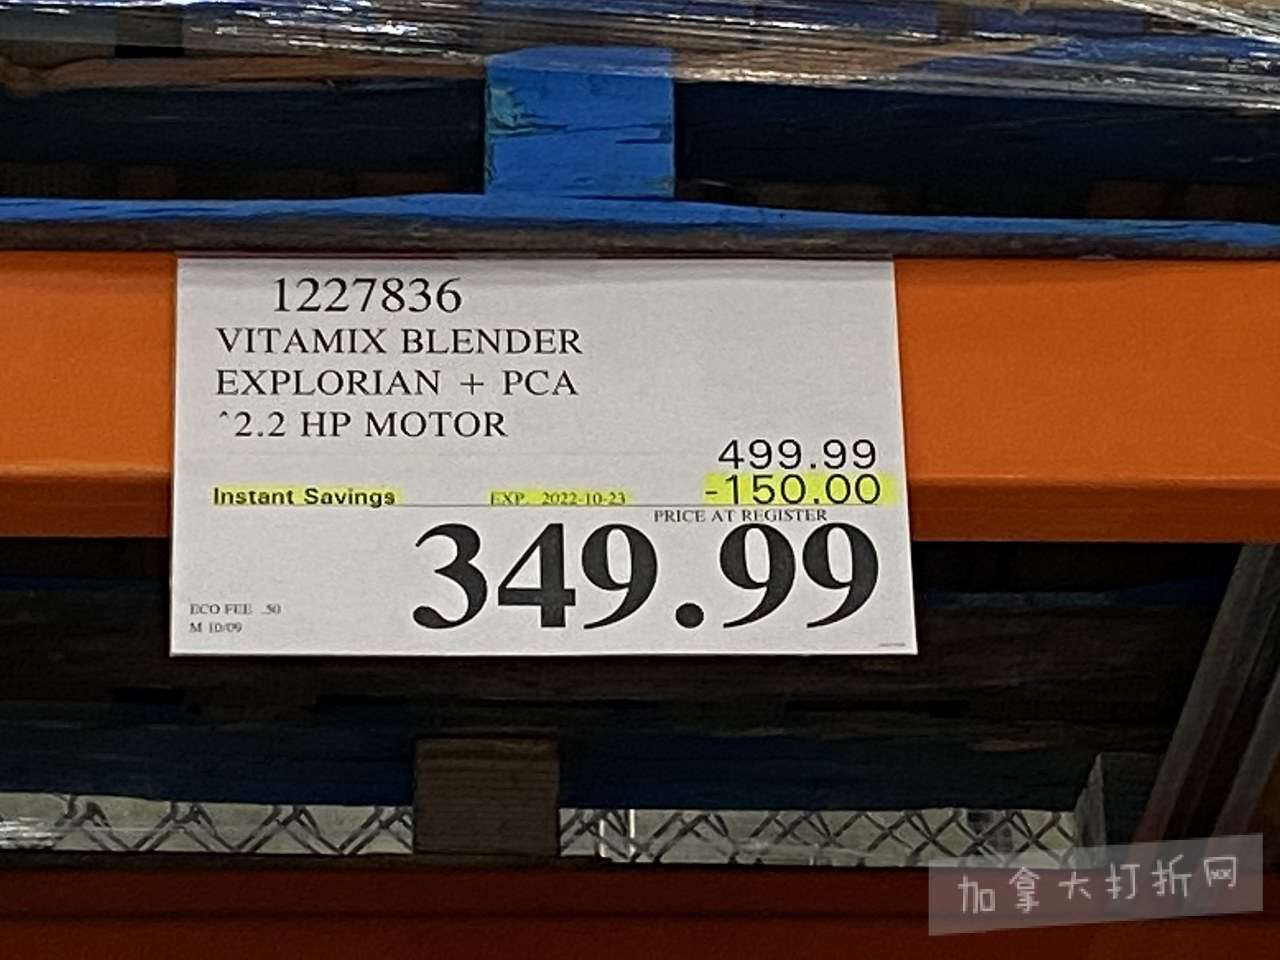 1227836
VITAMIX BLENDER
EXPLORIAN + PCA
^2.2 HP MOTOR
499.99
Instant Savings EXP. 2022-10-23 -150.00
PRICE AT REGISTER
349.99
ECO FEE .50
M 10/09
加拿大打折网